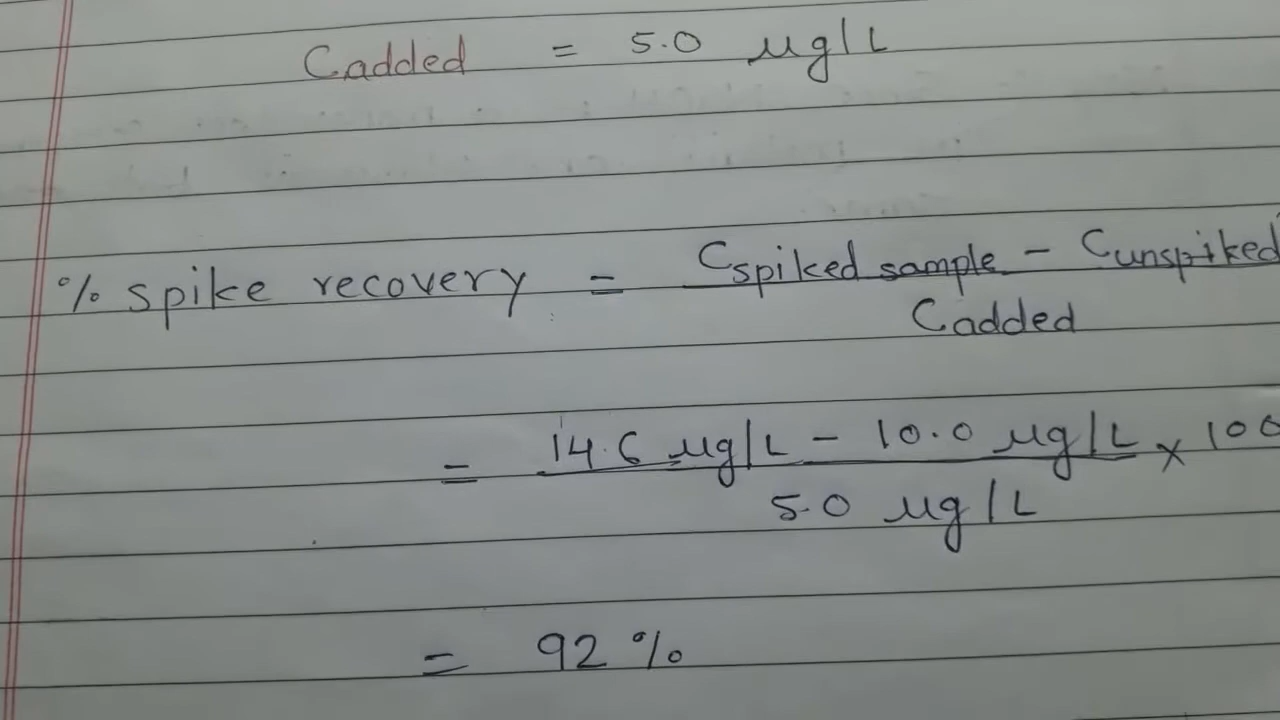 Cadded = 5.0 μg/L
% spike recovery = Cspiked sample - Cunspiked
Cadded
= 14.6 μg/L - 10.0 μg/L × 100
5.0 μg/L
= 92 %